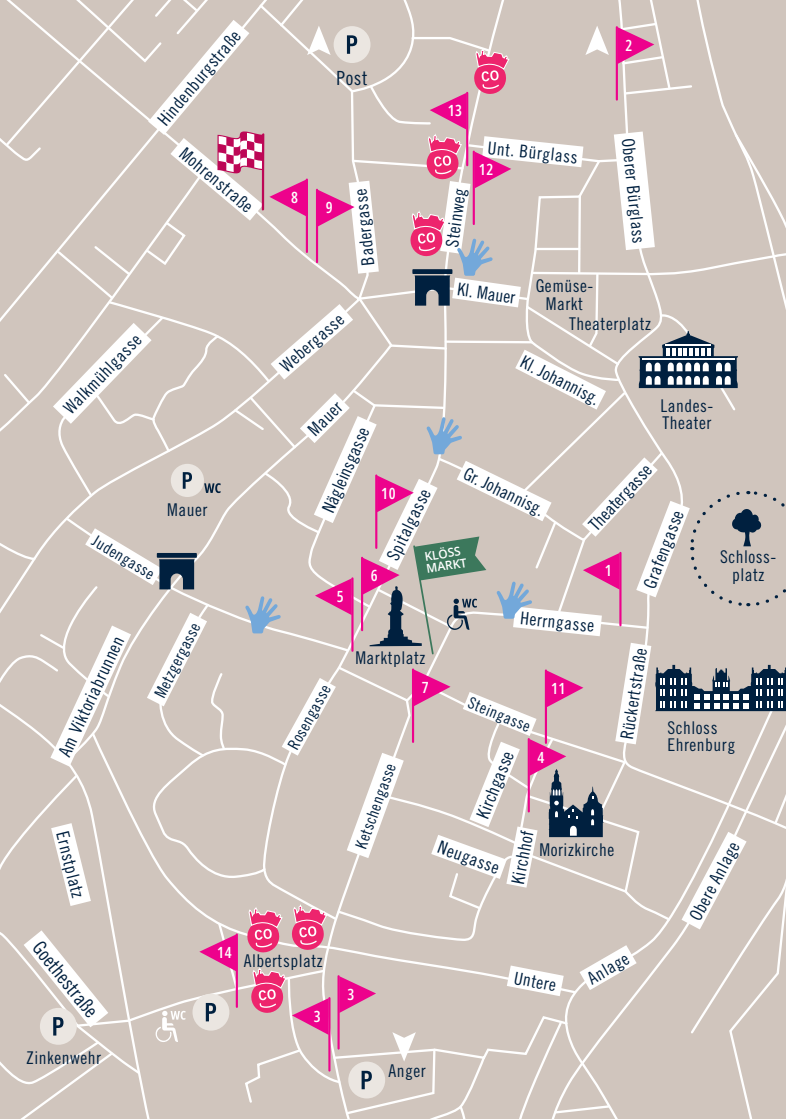 Hindenburgstraße
P
Post
CO
2
13
CO
Unt. Bürglass
12
Mohrenstraße
8
9
Badergasse
Steinweg
CO
Oberer Bürglass
Kl. Mauer
Gemüse-
Markt
Theaterplatz
Webergasse
Walkmühlgasse
Kl. Johannisg.
Landes-
Theater
Mauer
Nägleinsgasse
P
WC
Mauer
10
Spitalgasse
Gr. Johannisg.
Theatergasse
Grafengasse
Schloss-
platz
Judengasse
KLÖSS
MARKT
6
5
1
WC
Herrngasse
Marktplatz
Metzgergasse
Am Viktoriabrunnen
Rosengasse
7
11
Steingasse
Rückertstraße
Schloss
Ehrenburg
4
Kirchgasse
Ketschengasse
Morizkirche
Neugasse
Kirchhof
Ernstplatz
Obere Anlage
CO
CO
14
Albertsplatz
CO
Goethestraße
Untere
Anlage
3
3
P
WC
P
Zinkenwehr
Anger
P